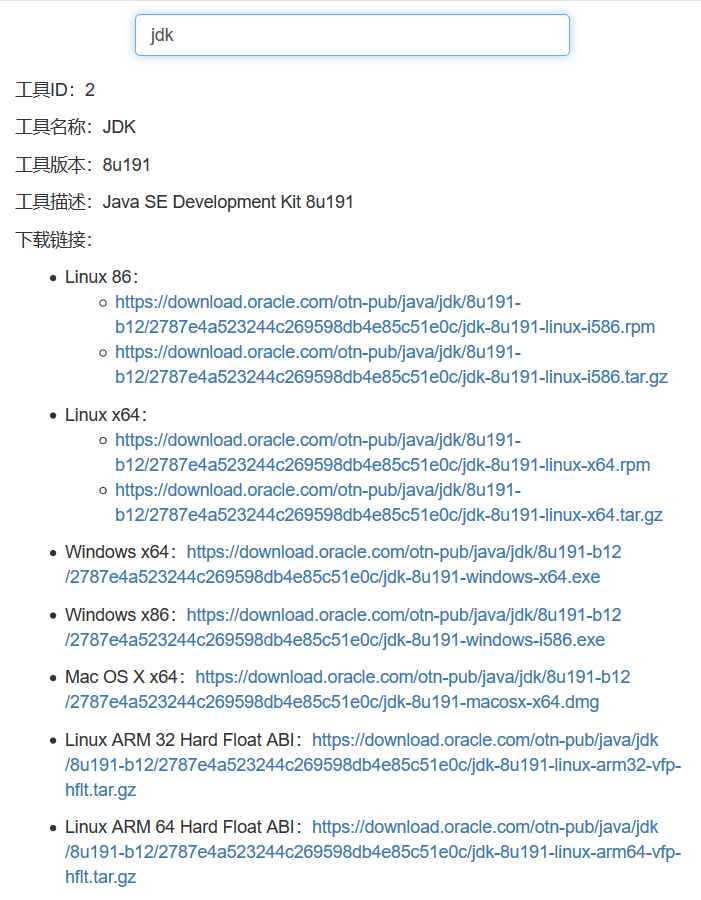 jdk
工具ID：2
工具名称：JDK
工具版本：8u191
工具描述：Java SE Development Kit 8u191
下载链接：
Linux 86：
https://download.oracle.com/otn-pub/java/jdk/8u191-
b12/2787e4a523244c269598db4e85c51e0c/jdk-8u191-linux-i586.rpm
https://download.oracle.com/otn-pub/java/jdk/8u191-
b12/2787e4a523244c269598db4e85c51e0c/jdk-8u191-linux-i586.tar.gz
Linux x64：
https://download.oracle.com/otn-pub/java/jdk/8u191-
b12/2787e4a523244c269598db4e85c51e0c/jdk-8u191-linux-x64.rpm
https://download.oracle.com/otn-pub/java/jdk/8u191-
b12/2787e4a523244c269598db4e85c51e0c/jdk-8u191-linux-x64.tar.gz
Windows x64：https://download.oracle.com/otn-pub/java/jdk/8u191-b12
/2787e4a523244c269598db4e85c51e0c/jdk-8u191-windows-x64.exe
Windows x86：https://download.oracle.com/otn-pub/java/jdk/8u191-b12
/2787e4a523244c269598db4e85c51e0c/jdk-8u191-windows-i586.exe
Mac OS X x64：https://download.oracle.com/otn-pub/java/jdk/8u191-b12
/2787e4a523244c269598db4e85c51e0c/jdk-8u191-macosx-x64.dmg
Linux ARM 32 Hard Float ABI：https://download.oracle.com/otn-pub/java/jdk
/8u191-b12/2787e4a523244c269598db4e85c51e0c/jdk-8u191-linux-arm32-vfp-
hflt.tar.gz
Linux ARM 64 Hard Float ABI：https://download.oracle.com/otn-pub/java/jdk
/8u191-b12/2787e4a523244c269598db4e85c51e0c/jdk-8u191-linux-arm64-vfp-
hflt.tar.gz